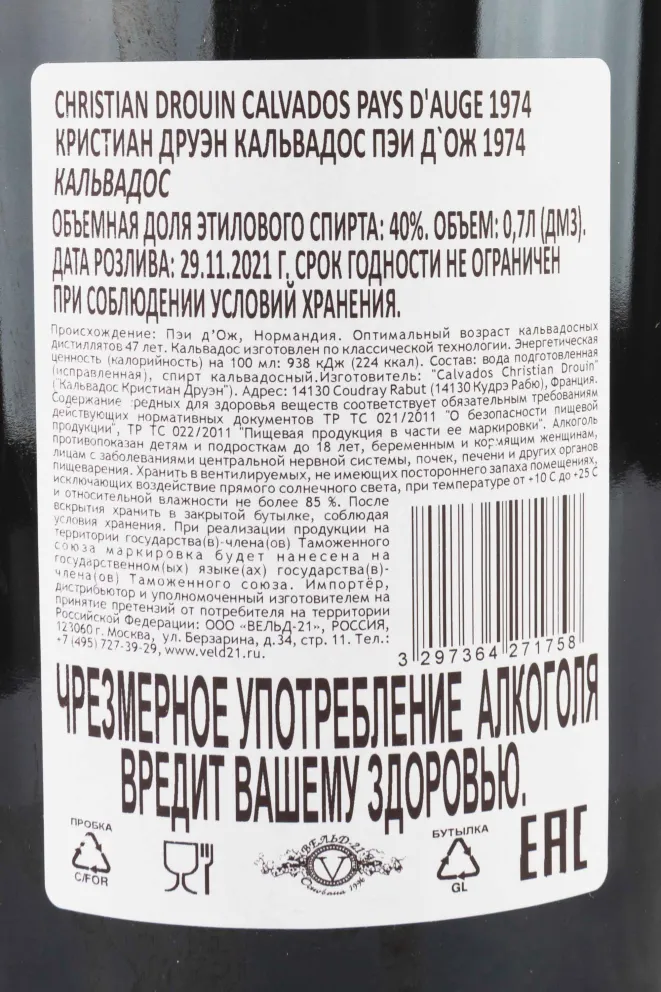 CHRISTIAN DROUIN CALVADOS PAYS D'AUGE 1974
КРИСТИАН ДРУЭН КАЛЬВАДОС ПЭИ Д`ОЖ 1974
КАЛЬВАДОС
ОБЪЕМНАЯ ДОЛЯ ЭТИЛОВОГО СПИРТА: 40%. ОБЪЕМ: 0,7Л (ДМ3).
ДАТА РОЗЛИВА: 29.11.2021 Г. СРОК ГОДНОСТИ НЕ ОГРАНИЧЕН
ПРИ СОБЛЮДЕНИИ УСЛОВИЙ ХРАНЕНИЯ.
Происхождение: Пэи д'Ож, Нормандия. Оптимальный возраст кальвадосных
дистиллятов 47 лет. Кальвадос изготовлен по классической технологии. Энергетическая
ценность (калорийность) на 100 мл: 938 кДж (224 ккал). Состав: вода подготовленная
(исправленная), спирт кальвадосный.Изготовитель: "Calvados Christian Drouin"
("Кальвадос Кристиан Друэн"). Адрес: 14130 Coudray Rabut (14130 Кудрэ Рабю), Франция.
Содержание вредных для здоровья веществ соответствует обязательным требованиям
действующих нормативных документов ТР ТС 021/2011 "О безопасности пищевой
продукции", ТР ТС 022/2011 "Пищевая продукция в части ее маркировки". Алкоголь
противопоказан детям и подросткам до 18 лет, беременным и кормящим женщинам,
лицам с заболеваниями центральной нервной системы, почек, печени и других органов
пищеварения. Хранить в вентилируемых, не имеющих постороннего запаха помещениях,
исключающих воздействие прямого солнечного света, при температуре от +10 С до +25 С
и относительной влажности не более 85 %. После
вскрытия хранить в закрытой бутылке, соблюдая
условия хранения. При реализации продукции на
территории государства(в)-члена(ов) Таможенного
союза маркировка будет нанесена на
государственном(ых) языке(ах) государства(в)-
члена(ов) Таможенного союза. Импортёр,
дистрибьютор и уполномоченный изготовителем на
принятие претензий от потребителя на территории
Российской Федерации: ООО «ВЕЛЬД-21», РОССИЯ,
123060 г. Москва, ул. Берзарина, д.34, стр. 11. Тел.:
+7 (495) 727-39-29, www.veld21.ru.
3 297364 271758
ЧРЕЗМЕРНОЕ УПОТРЕБЛЕНИЕ АЛКОГОЛЯ
ВРЕДИТ ВАШЕМУ ЗДОРОВЬЮ.
ПРОБКА
C/FOR
ВЕЛЬД-21
V
Основана 1996
БУТЫЛКА
GL
EAC